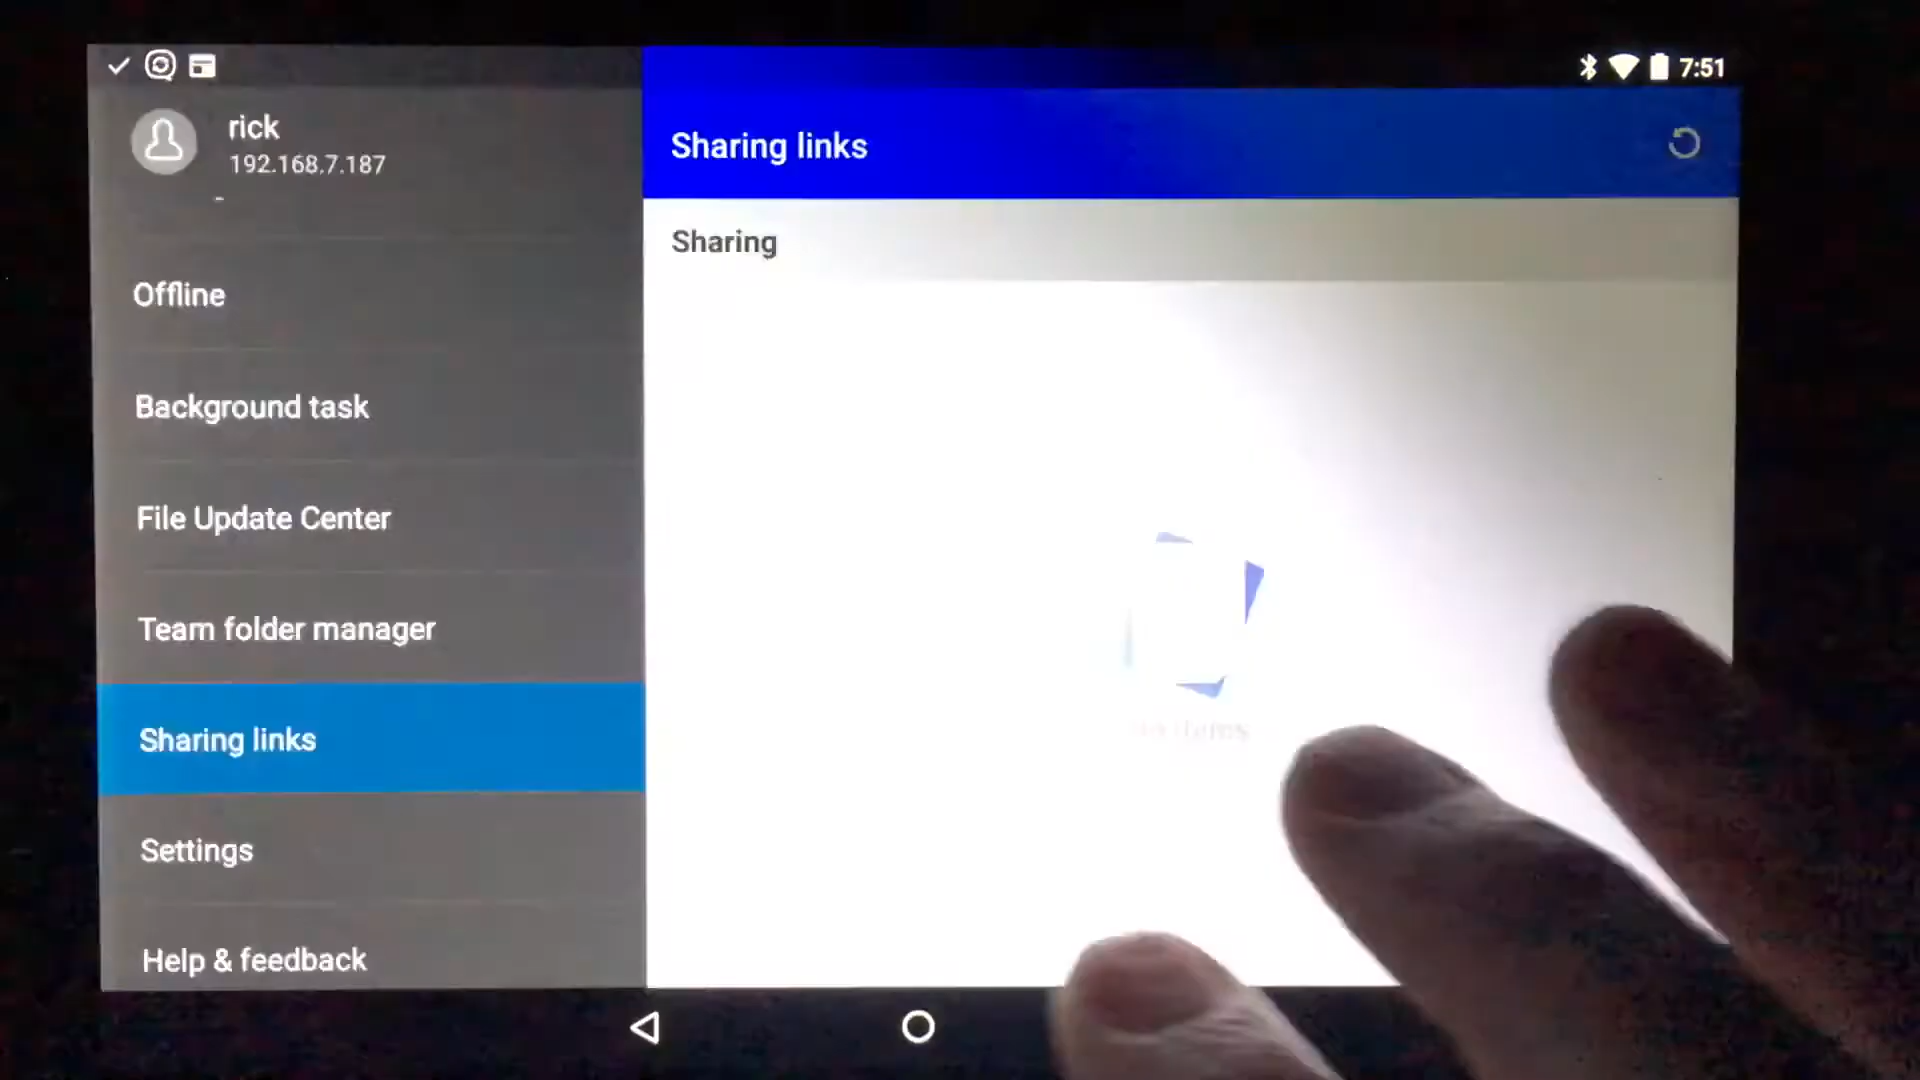 7:51
rick
192.168.7.187
Sharing links
Sharing
Offline
Background task
File Update Center
Team folder manager
Sharing links
Settings
Help & feedback
items